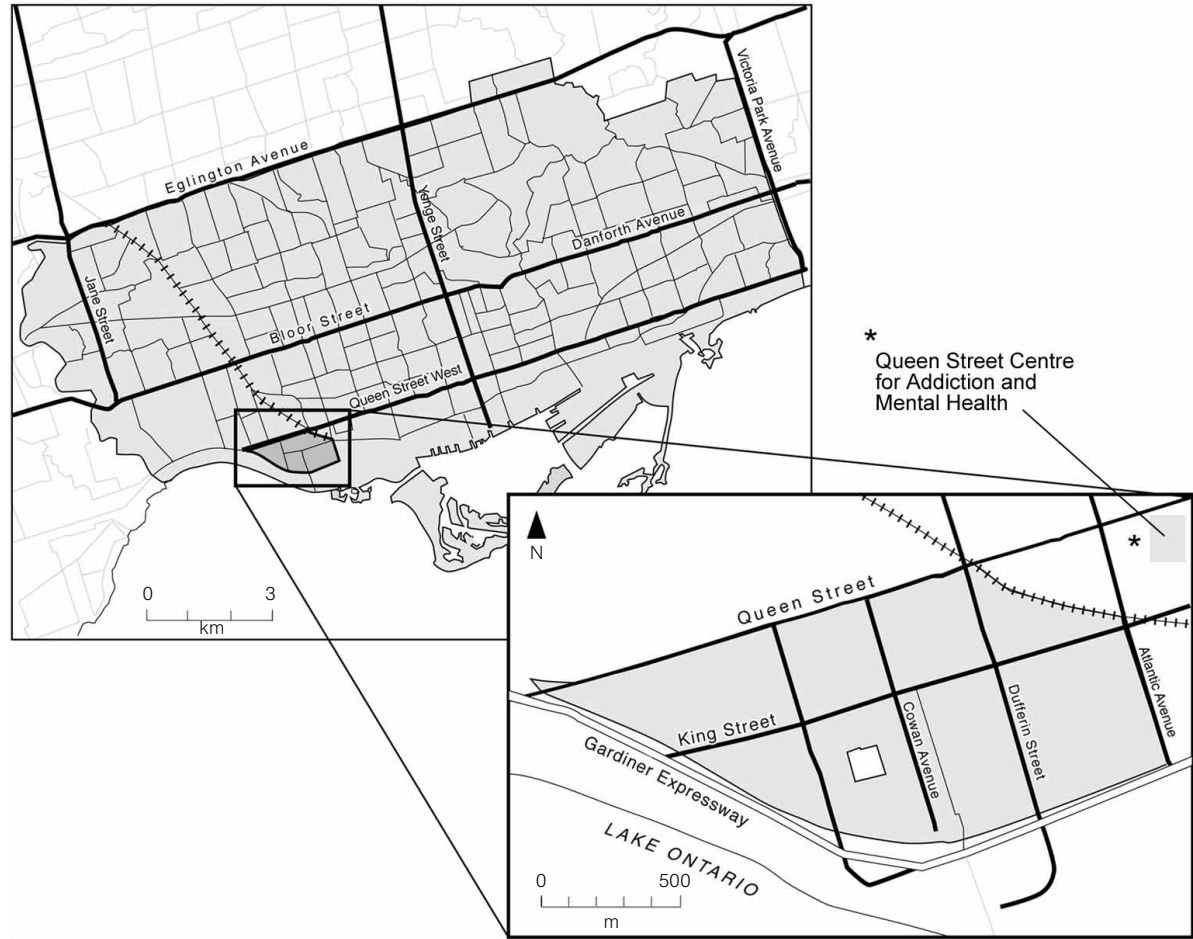 Eglington Avenue
Victoria Park Avenue
Yonge Street
Danforth Avenue
Jane Street
Bloor Street
Queen Street West
*
Queen Street Centre
for Addiction and
Mental Health
0 3
km
N
*
Queen Street
King Street
Cowan Avenue
Dufferin Street
Atlantic Avenue
Gardiner Expressway
LAKE ONTARIO
0 500
m